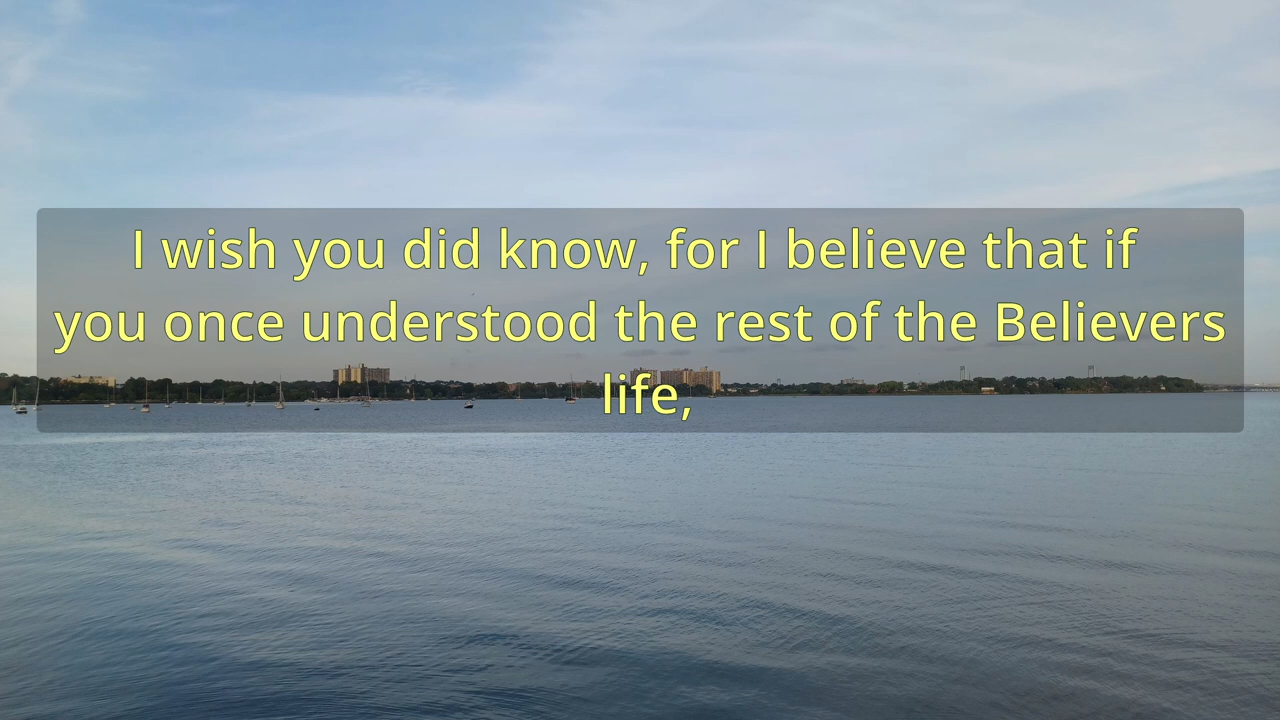 I wish you did know, for I believe that if
you once understood the rest of the Believers
life,